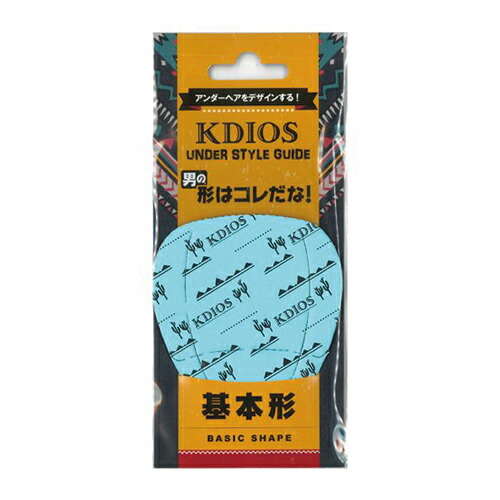 アンダーヘアをデザインする!
KDIOS
UNDER STYLE GUIDE
男の
形はコレだな!
KDIOS
KDIOS
KDIOS
KDIOS
基本形
BASIC SHAPE